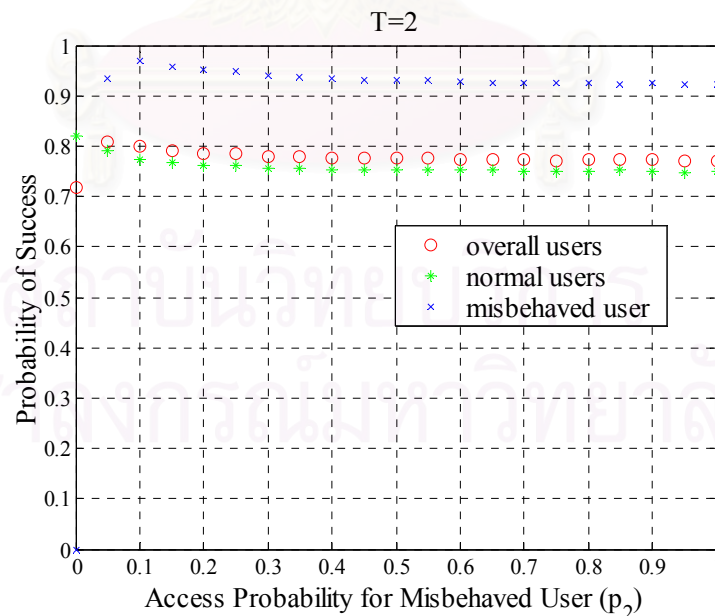 T=2
1
0.9
0.8
0.7
0.6
0.5
0.4
0.3
0.2
0.1
0
Probability of Success
overall users
normal users
misbehaved user
0 0.1 0.2 0.3 0.4 0.5 0.6 0.7 0.8 0.9
Access Probability for Misbehaved User (p2)